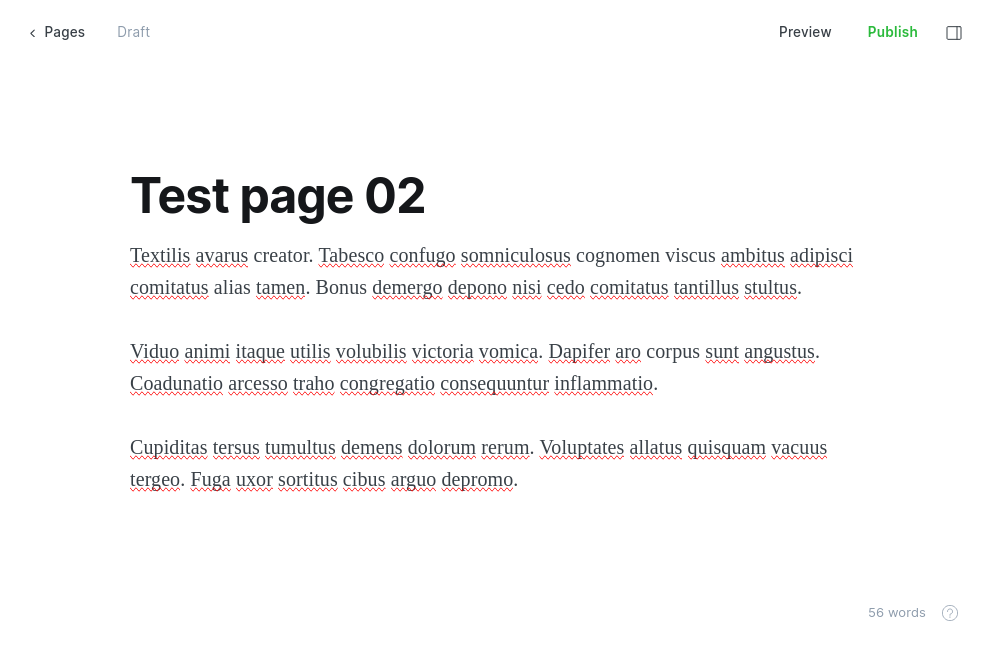 Pages Draft Preview Publish
Test page 02
Textilis avarus creator. Tabesco confugo somniculosus cognomen viscus ambitus adipisci
comitatus alias tamen. Bonus demergo depono nisi cedo comitatus tantillus stultus.
Viduo animi itaque utilis volubilis victoria vomica. Dapifer aro corpus sunt angustus.
Coadunatio arcesso traho congregatio consequuntur inflammatio.
Cupiditas tersus tumultus demens dolorum rerum. Voluptates allatus quisquam vacuus
tergeo. Fuga uxor sortitus cibus arguo depromo.
56 words ?